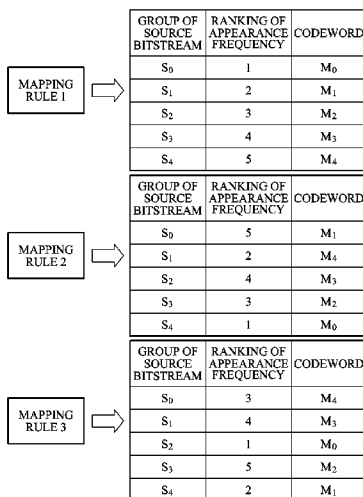 GROUP OF SOURCE BITSTREAM RANKING OF APPEARANCE FREQUENCY CODEWORD
MAPPING RULE 1
S₀ 1 M₀
S₁ 2 M₁
S₂ 3 M₂
S₃ 4 M₃
S₄ 5 M₄
GROUP OF SOURCE BITSTREAM RANKING OF APPEARANCE FREQUENCY CODEWORD
MAPPING RULE 2
S₀ 5 M₁
S₁ 2 M₄
S₂ 4 M₃
S₃ 3 M₂
S₄ 1 M₀
GROUP OF SOURCE BITSTREAM RANKING OF APPEARANCE FREQUENCY CODEWORD
MAPPING RULE 3
S₀ 3 M₄
S₁ 4 M₃
S₂ 1 M₀
S₃ 5 M₂
S₄ 2 M₁